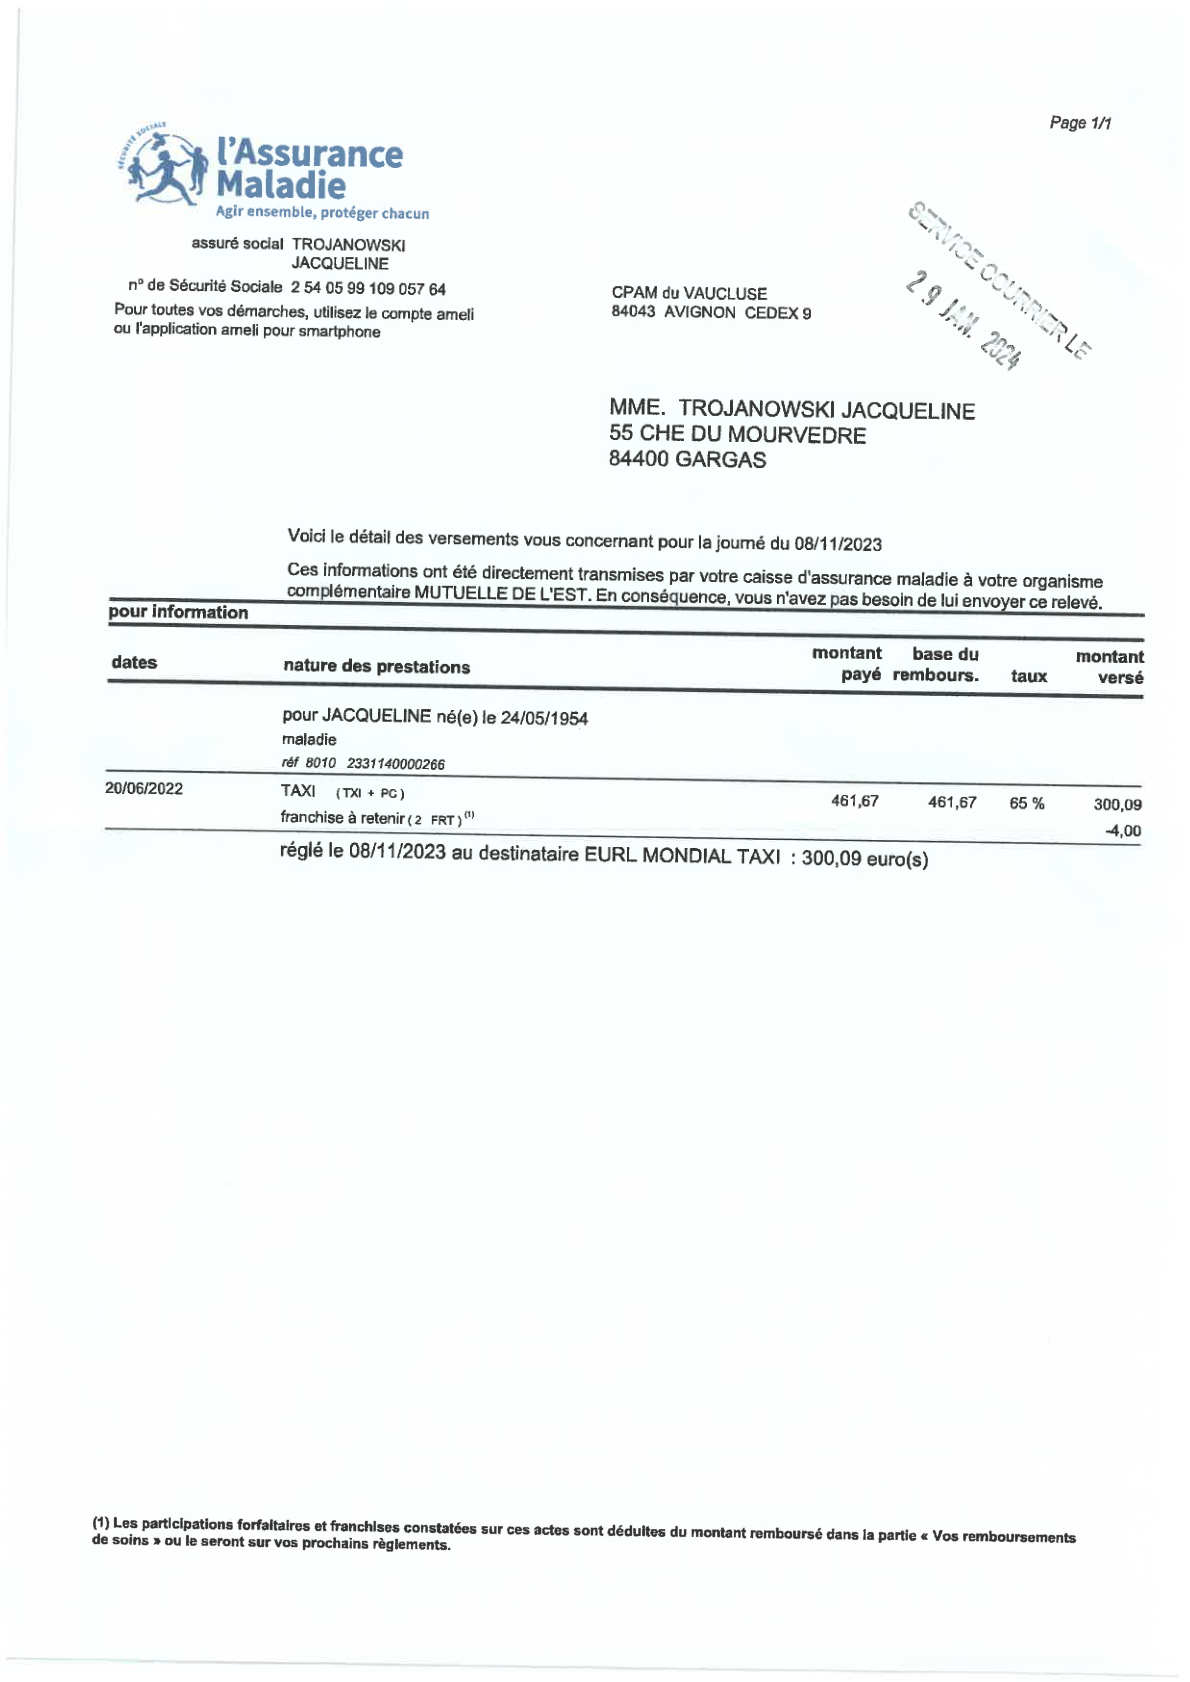 Page 1/1
SÉCURITÉ SOCIALE
l'Assurance
Maladie
Agir ensemble, protéger chacun
assuré social TROJANOWSKI
JACQUELINE
n° de Sécurité Sociale 2 54 05 99 109 057 64
Pour toutes vos démarches, utilisez le compte ameli
ou l'application ameli pour smartphone
CPAM du VAUCLUSE
84043 AVIGNON CEDEX 9
SERVICE COURRIER LE
29 JAN. 2024
MME. TROJANOWSKI JACQUELINE
55 CHE DU MOURVEDRE
84400 GARGAS
Voici le détail des versements vous concernant pour la journé du 08/11/2023
Ces informations ont été directement transmises par votre caisse d'assurance maladie à votre organisme
complémentaire MUTUELLE DE L'EST. En conséquence, vous n'avez pas besoin de lui envoyer ce relevé.
pour information
dates nature des prestations montant payé base du rembours. taux montant versé
pour JACQUELINE né(e) le 24/05/1954
maladie
réf 8010 2331140000266
20/06/2022 TAXI (TXI + PC) 461,67 461,67 65 % 300,09
franchise à retenir ( 2 FRT ) (1) -4,00
réglé le 08/11/2023 au destinataire EURL MONDIAL TAXI : 300,09 euro(s)
(1) Les participations forfaitaires et franchises constatées sur ces actes sont déduites du montant remboursé dans la partie « Vos remboursements
de soins » ou le seront sur vos prochains règlements.